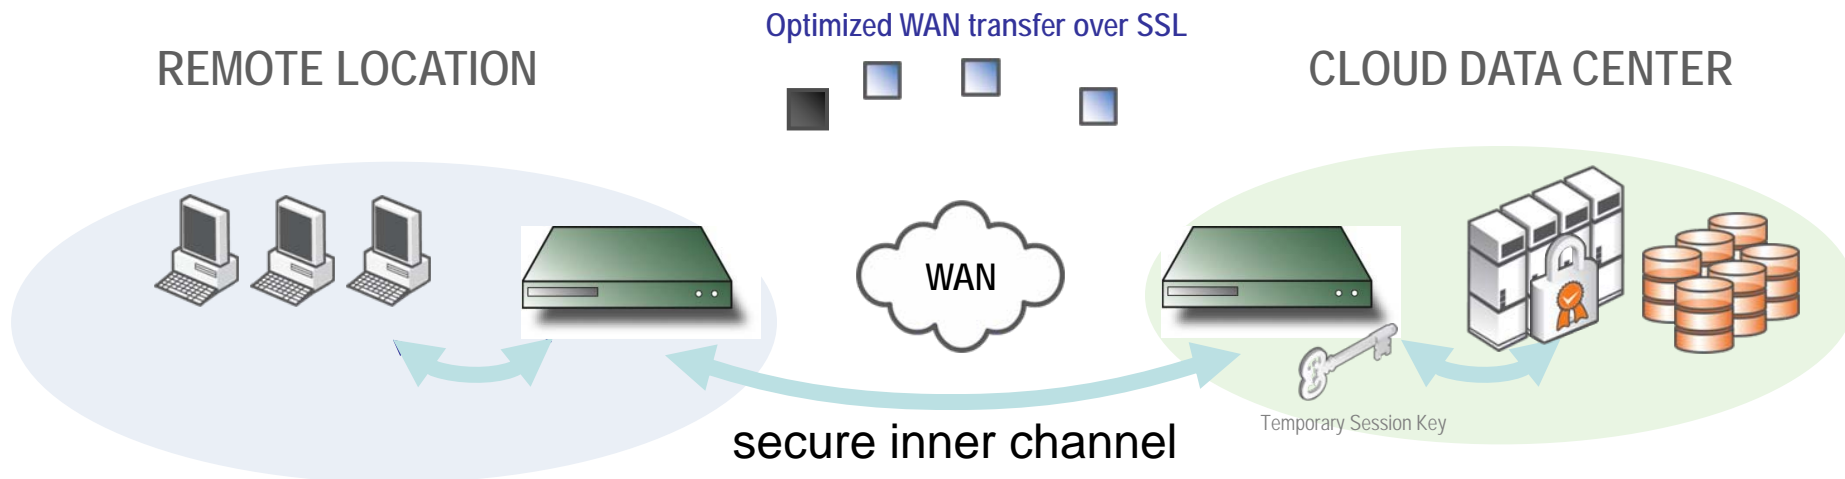 Optimized WAN transfer over SSL
REMOTE LOCATION
CLOUD DATA CENTER
WAN
Temporary Session Key
secure inner channel